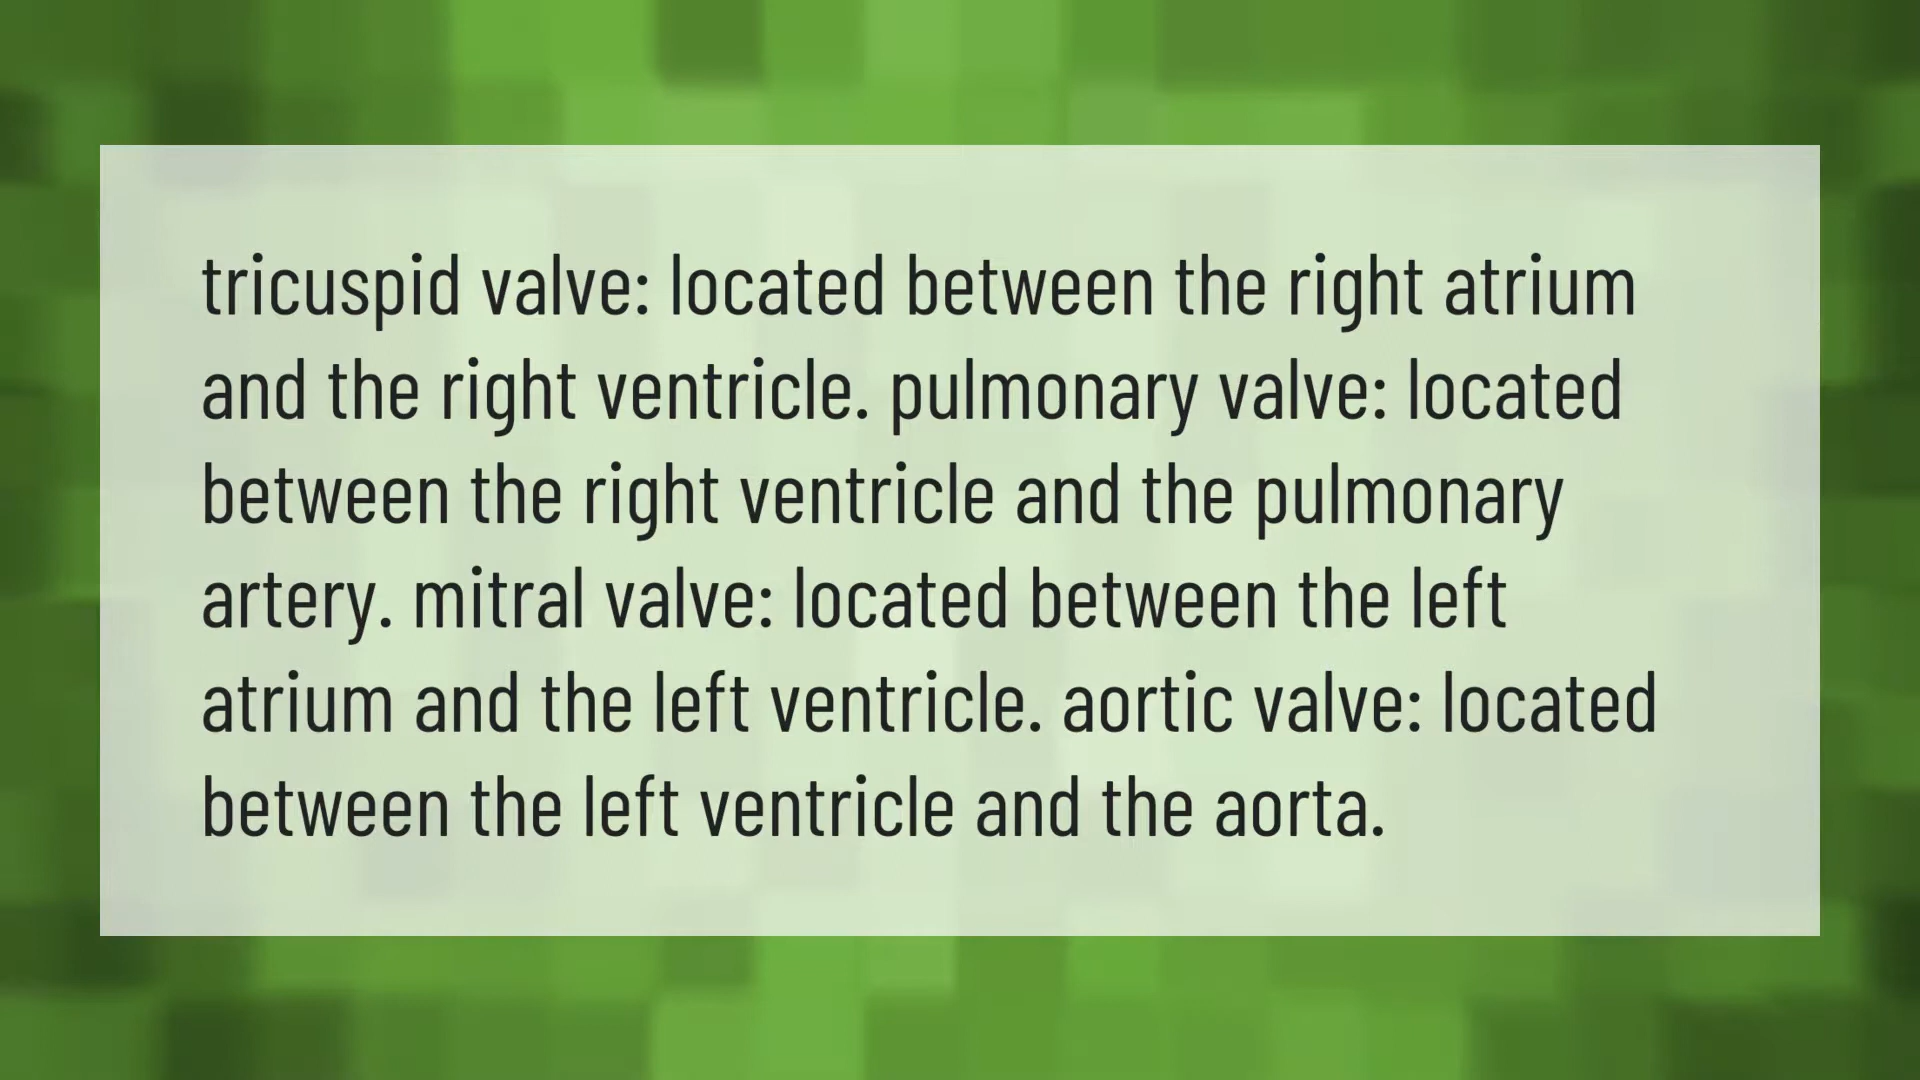 tricuspid valve: located between the right atrium
and the right ventricle. pulmonary valve: located
between the right ventricle and the pulmonary
artery. mitral valve: located between the left
atrium and the left ventricle. aortic valve: located
between the left ventricle and the aorta.